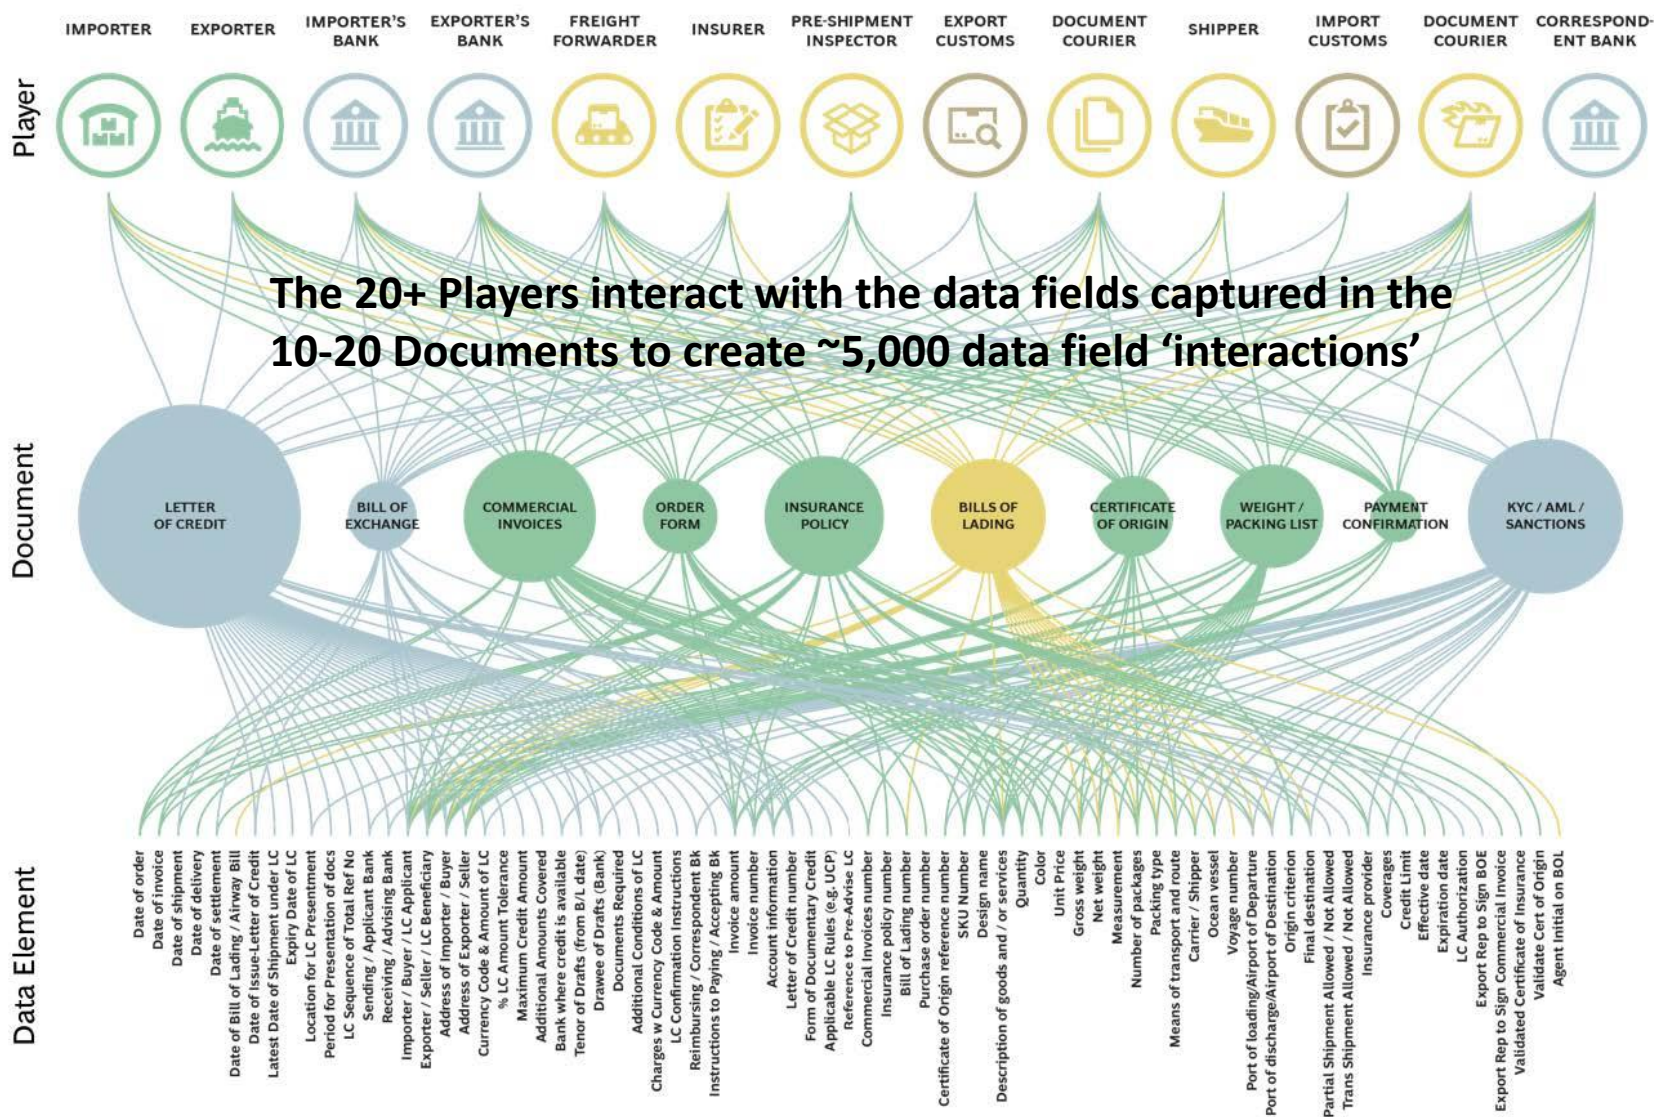 IMPORTER
EXPORTER
IMPORTER'S
BANK
EXPORTER'S
BANK
FREIGHT
FORWARDER
INSURER
PRE-SHIPMENT
INSPECTOR
EXPORT
CUSTOMS
DOCUMENT
COURIER
SHIPPER
IMPORT
CUSTOMS
DOCUMENT
COURIER
CORRESPOND-
ENT BANK
Player
The 20+ Players interact with the data fields captured in the
10-20 Documents to create ~5,000 data field ‘interactions’
Document
LETTER
OF CREDIT
BILL OF
EXCHANGE
COMMERCIAL
INVOICES
ORDER
FORM
INSURANCE
POLICY
BILLS OF
LADING
CERTIFICATE
OF ORIGIN
WEIGHT /
PACKING LIST
PAYMENT
CONFIRMATION
KYC / AML /
SANCTIONS
Data Element
Date of order
Date of invoice
Date of shipment
Date of delivery
Date of settlement
Date of Bill of Lading / Airway Bill
Date of Issue-Letter of Credit
Latest Date of Shipment under LC
Expiry Date of LC
Location for LC Presentment
Period for Presentation of docs
LC Sequence of Total Ref No
Sending / Applicant Bank
Receiving / Advising Bank
Importer / Buyer / LC Applicant
Exporter / Seller / LC Beneficiary
Address of Importer / Buyer
Address of Exporter / Seller
Currency Code & Amount of LC
% LC Amount Tolerance
Maximum Credit Amount
Additional Amounts Covered
Bank where credit is available
Tenor of Drafts (from B/L date)
Drawee of Drafts (Bank)
Documents Required
Additional Conditions of LC
Charges w Currency Code & Amount
LC Confirmation Instructions
Reimbursing / Correspondent Bk
Instructions to Paying / Accepting Bk
Invoice amount
Invoice number
Account information
Letter of Credit number
Form of Documentary Credit
Applicable LC Rules (e.g. UCP)
Reference to Pre-Advise LC
Commercial Invoices number
Insurance policy number
Bill of Lading number
Purchase order number
Certificate of Origin reference number
SKU Number
Design name
Description of goods and / or services
Quantity
Color
Unit Price
Gross weight
Net weight
Measurement
Number of packages
Packing type
Means of transport and route
Carrier / Shipper
Ocean vessel
Voyage number
Port of loading/Airport of Departure
Port of discharge/Airport of Destination
Origin criterion
Final destination
Partial Shipment Allowed / Not Allowed
Trans Shipment Allowed / Not Allowed
Insurance provider
Coverages
Credit Limit
Effective date
Expiration date
LC Authorization
Export Rep to Sign BOE
Export Rep to Sign Commercial Invoice
Validated Certificate of Insurance
Validate Cert of Origin
Agent Initial on BOL